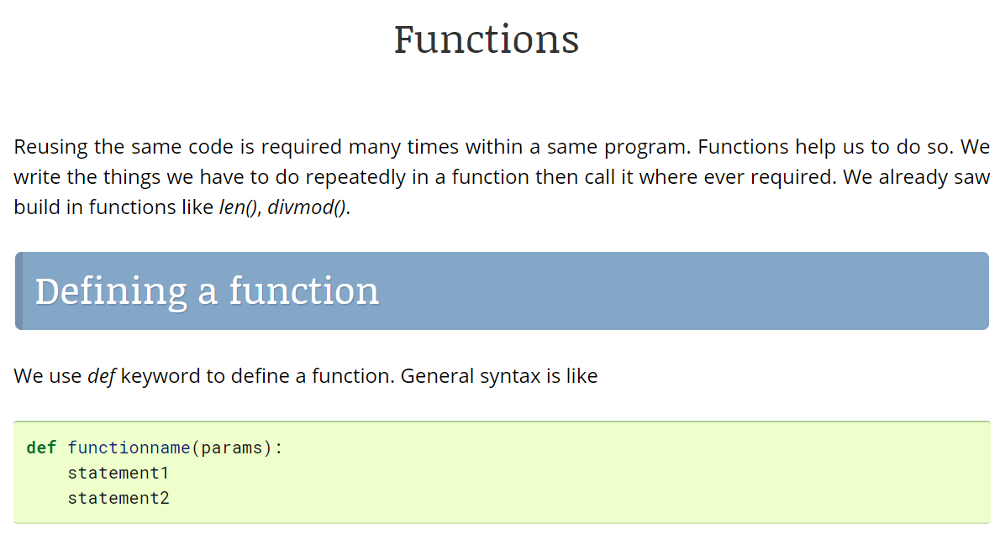 Functions
Reusing the same code is required many times within a same program. Functions help us to do so. We
write the things we have to do repeatedly in a function then call it where ever required. We already saw
build in functions like len(), divmod().
Defining a function
We use def keyword to define a function. General syntax is like
def functionname(params):
    statement1
    statement2